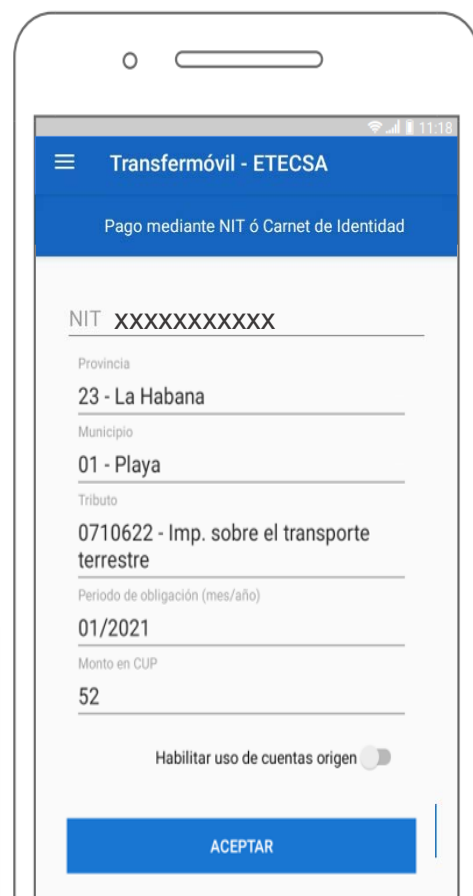 11:18
Transfermóvil - ETECSA
Pago mediante NIT ó Carnet de Identidad
NIT XXXXXXXXXXX
Provincia
23 - La Habana
Municipio
01 - Playa
Tributo
0710622 - Imp. sobre el transporte
terrestre
Periodo de obligación (mes/año)
01/2021
Monto en CUP
52
Habilitar uso de cuentas origen
ACEPTAR